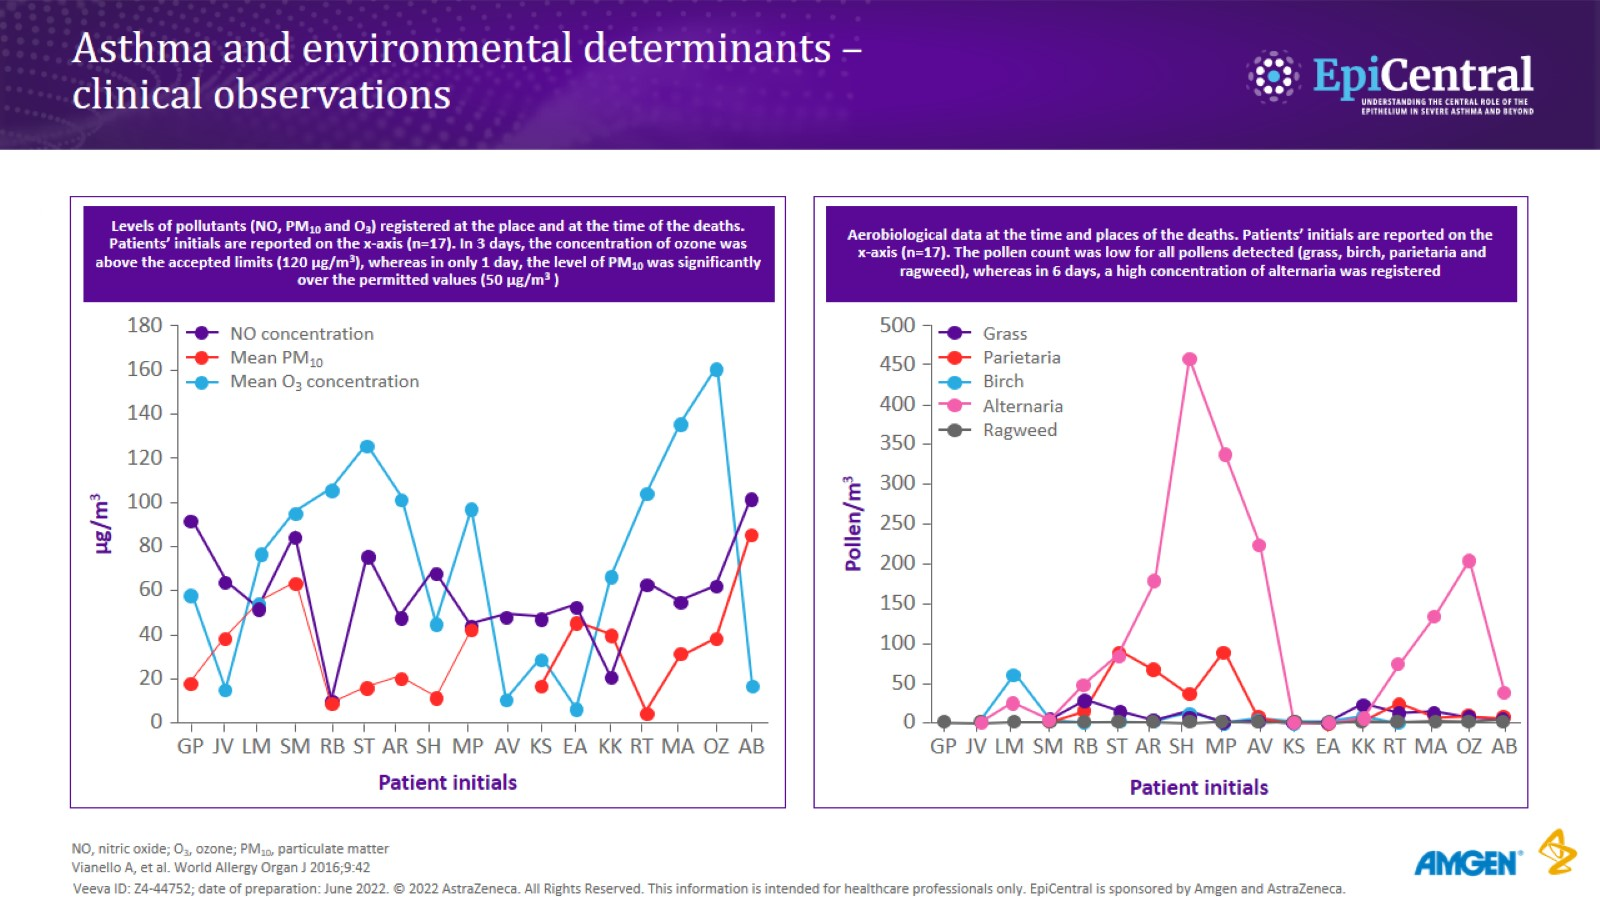 Asthma and environmental determinants –
clinical observations
EpiCentral
UNDERSTANDING THE CENTRAL ROLE OF THE
EPITHELIUM IN SEVERE ASTHMA AND BEYOND
Levels of pollutants (NO, PM₁₀ and O₃) registered at the place and at the time of the deaths.
Patients’ initials are reported on the x-axis (n=17). In 3 days, the concentration of ozone was
above the accepted limits (120 µg/m³), whereas in only 1 day, the level of PM₁₀ was significantly
over the permitted values (50 µg/m³ )
180
160
140
120
100
80
60
40
20
0
µg/m³
NO concentration
Mean PM₁₀
Mean O₃ concentration
GP JV LM SM RB ST AR SH MP AV KS EA KK RT MA OZ AB
Patient initials
Aerobiological data at the time and places of the deaths. Patients’ initials are reported on the
x-axis (n=17). The pollen count was low for all pollens detected (grass, birch, parietaria and
ragweed), whereas in 6 days, a high concentration of alternaria was registered
500
450
400
350
300
250
200
150
100
50
0
Pollen/m³
Grass
Parietaria
Birch
Alternaria
Ragweed
GP JV LM SM RB ST AR SH MP AV KS EA KK RT MA OZ AB
Patient initials
NO, nitric oxide; O₃, ozone; PM₁₀, particulate matter
Vianello A, et al. World Allergy Organ J 2016;9:42
Veeva ID: Z4-44752; date of preparation: June 2022. © 2022 AstraZeneca. All Rights Reserved. This information is intended for healthcare professionals only. EpiCentral is sponsored by Amgen and AstraZeneca.
AMGEN®